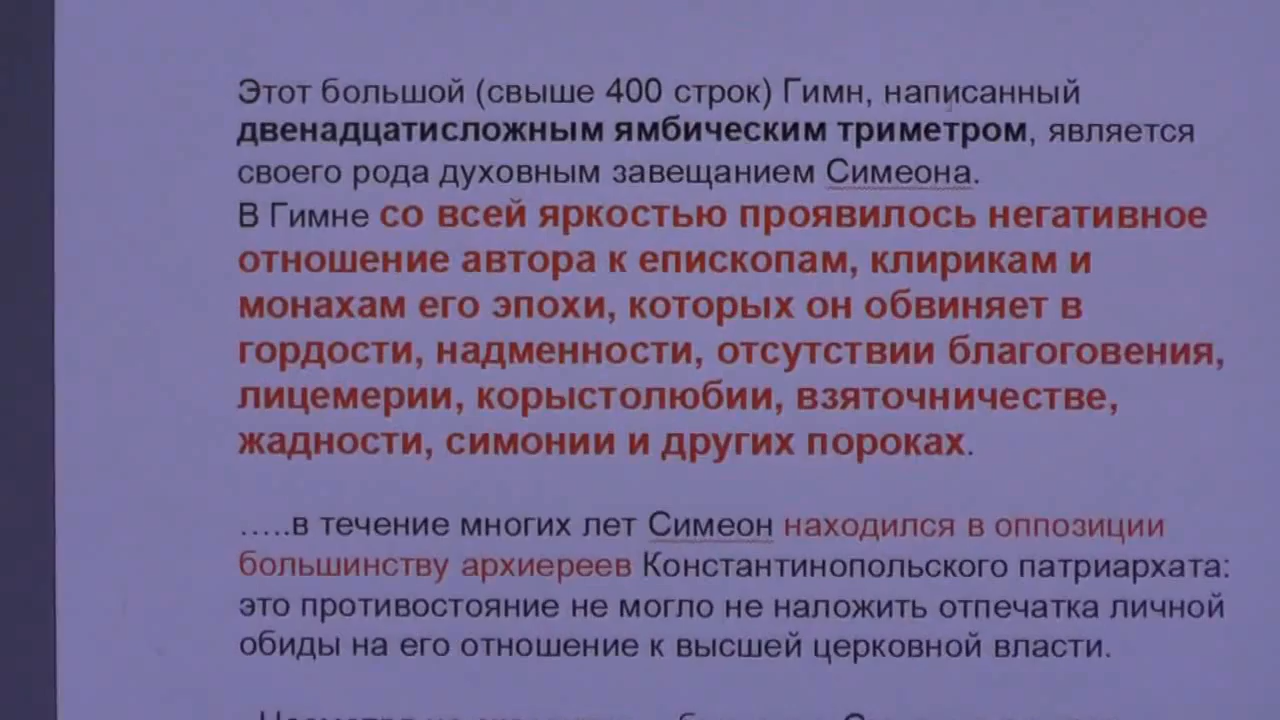 Этот большой (свыше 400 строк) Гимн, написанный
двенадцатисложным ямбическим триметром, является
своего рода духовным завещанием Симеона.
В Гимне со всей яркостью проявилось негативное
отношение автора к епископам, клирикам и
монахам его эпохи, которых он обвиняет в
гордости, надменности, отсутствии благоговения,
лицемерии, корыстолюбии, взяточничестве,
жадности, симонии и других пороках.
…..в течение многих лет Симеон находился в оппозиции
большинству архиереев Константинопольского патриархата:
это противостояние не могло не наложить отпечатка личной
обиды на его отношение к высшей церковной власти.